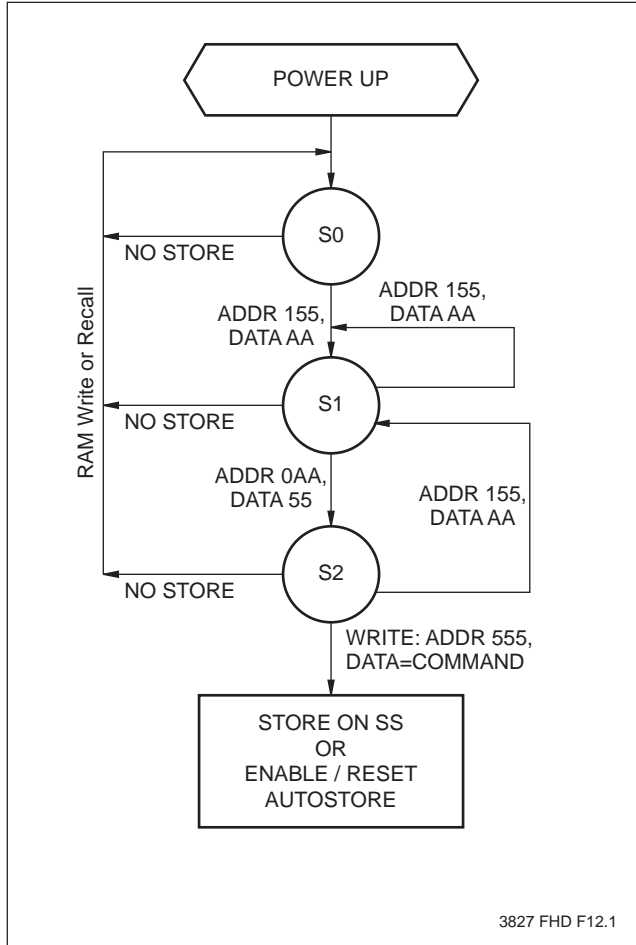 POWER UP
S0
NO STORE
ADDR 155,
DATA AA
ADDR 155,
DATA AA
RAM Write or Recall
S1
NO STORE
ADDR 0AA,
DATA 55
ADDR 155,
DATA AA
S2
NO STORE
WRITE: ADDR 555,
DATA=COMMAND
STORE ON SS
OR
ENABLE / RESET
AUTOSTORE
3827 FHD F12.1